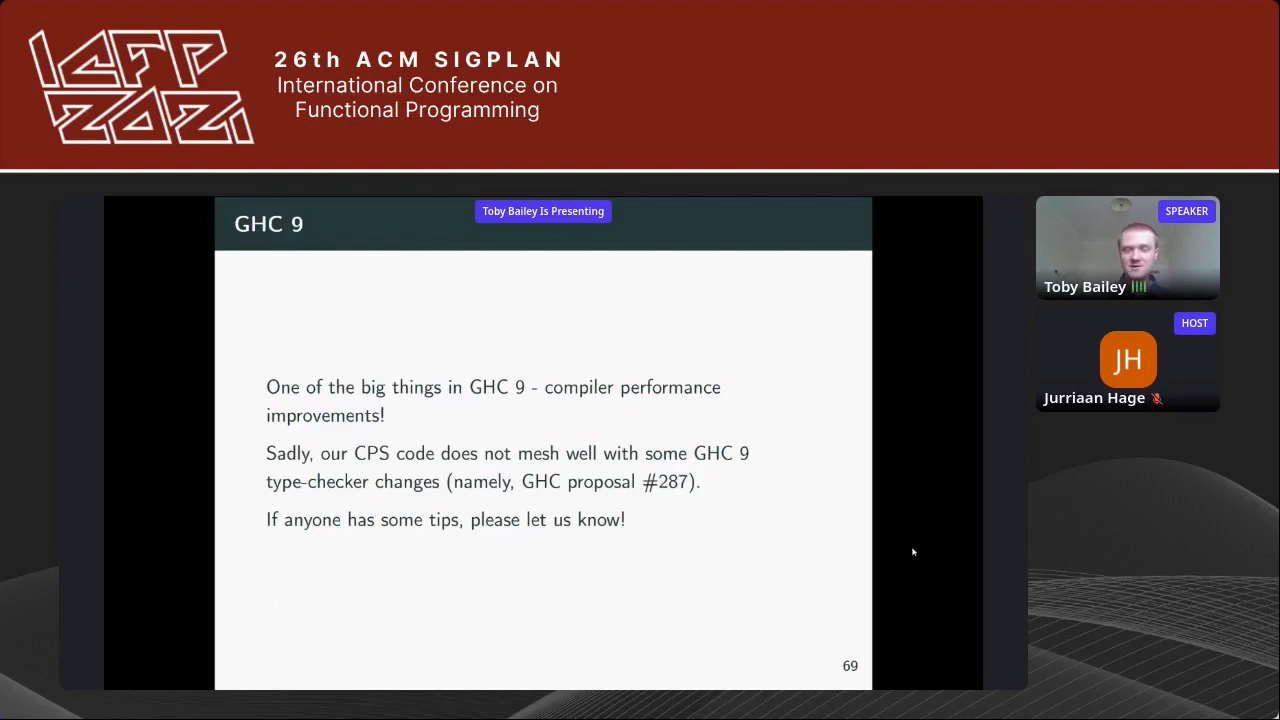 ICFP
2021
26th ACM SIGPLAN
International Conference on
Functional Programming
GHC 9
Toby Bailey Is Presenting
One of the big things in GHC 9 - compiler performance
improvements!
Sadly, our CPS code does not mesh well with some GHC 9
type-checker changes (namely, GHC proposal #287).
If anyone has some tips, please let us know!
69
SPEAKER
Toby Bailey
HOST
JH
Jurriaan Hage